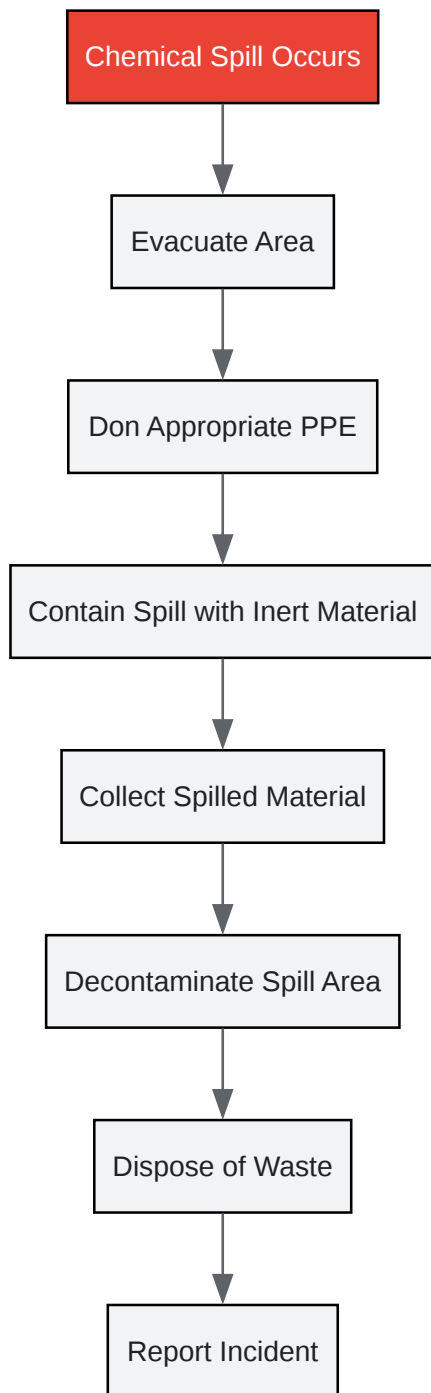 Chemical Spill Occurs
Evacuate Area
Don Appropriate PPE
Contain Spill with Inert Material
Collect Spilled Material
Decontaminate Spill Area
Dispose of Waste
Report Incident